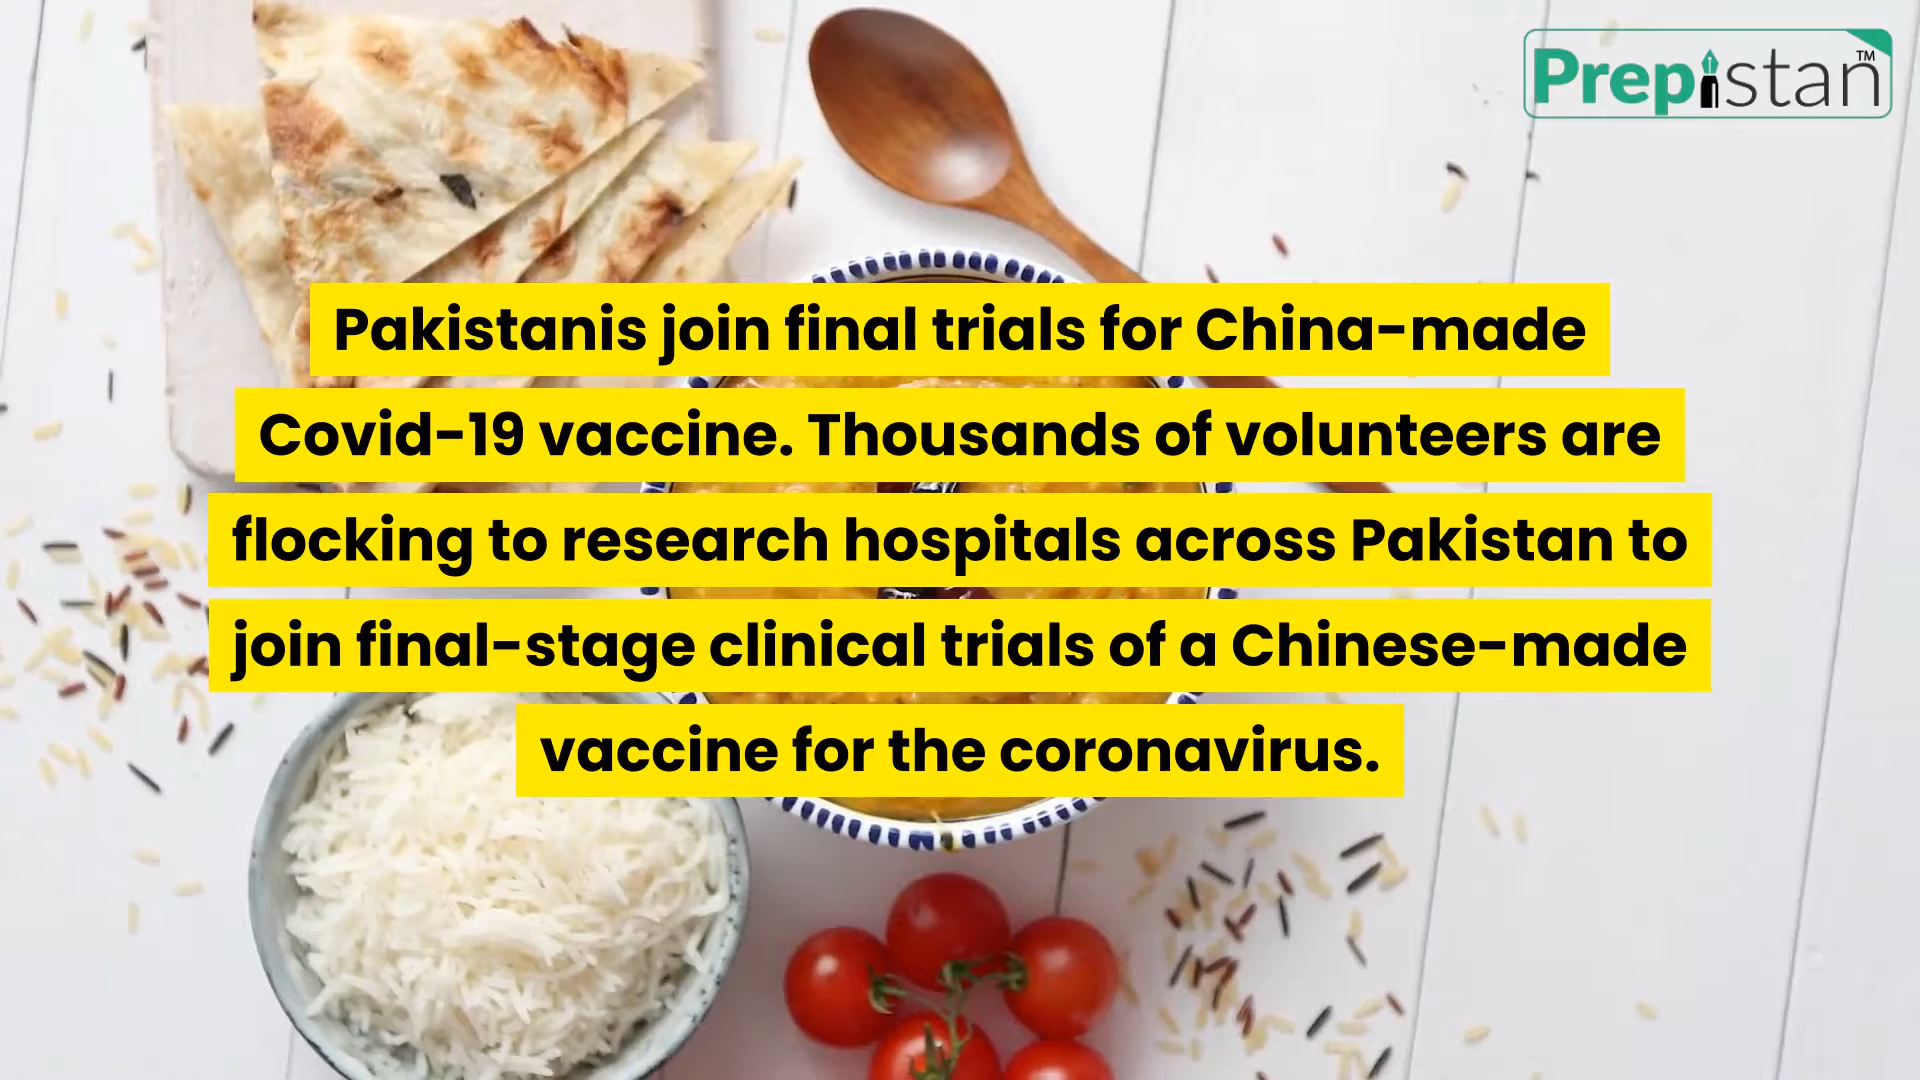 Prepistan™
Pakistanis join final trials for China-made
Covid-19 vaccine. Thousands of volunteers are
flocking to research hospitals across Pakistan to
join final-stage clinical trials of a Chinese-made
vaccine for the coronavirus.